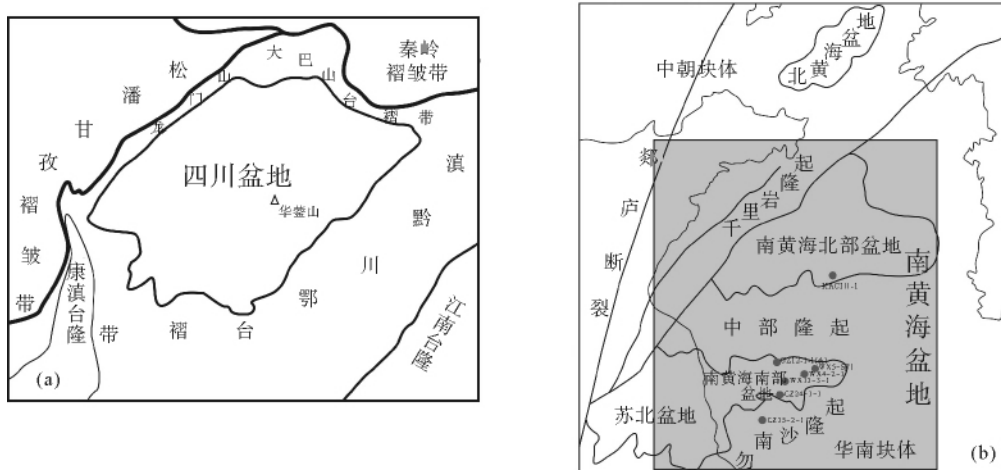 秦岭
褶皱带
大巴山台褶带
龙门山
松潘甘孜褶皱带
四川盆地
华蓥山
滇黔川鄂台褶带
康滇台隆
江南台隆
(a)
北黄海盆地
中朝块体
郯庐断裂
千里岩隆起
南黄海北部盆地
南黄海盆地
中部隆起
南黄海南部
盆地
苏北盆地
勿南沙隆起
华南块体
(b)